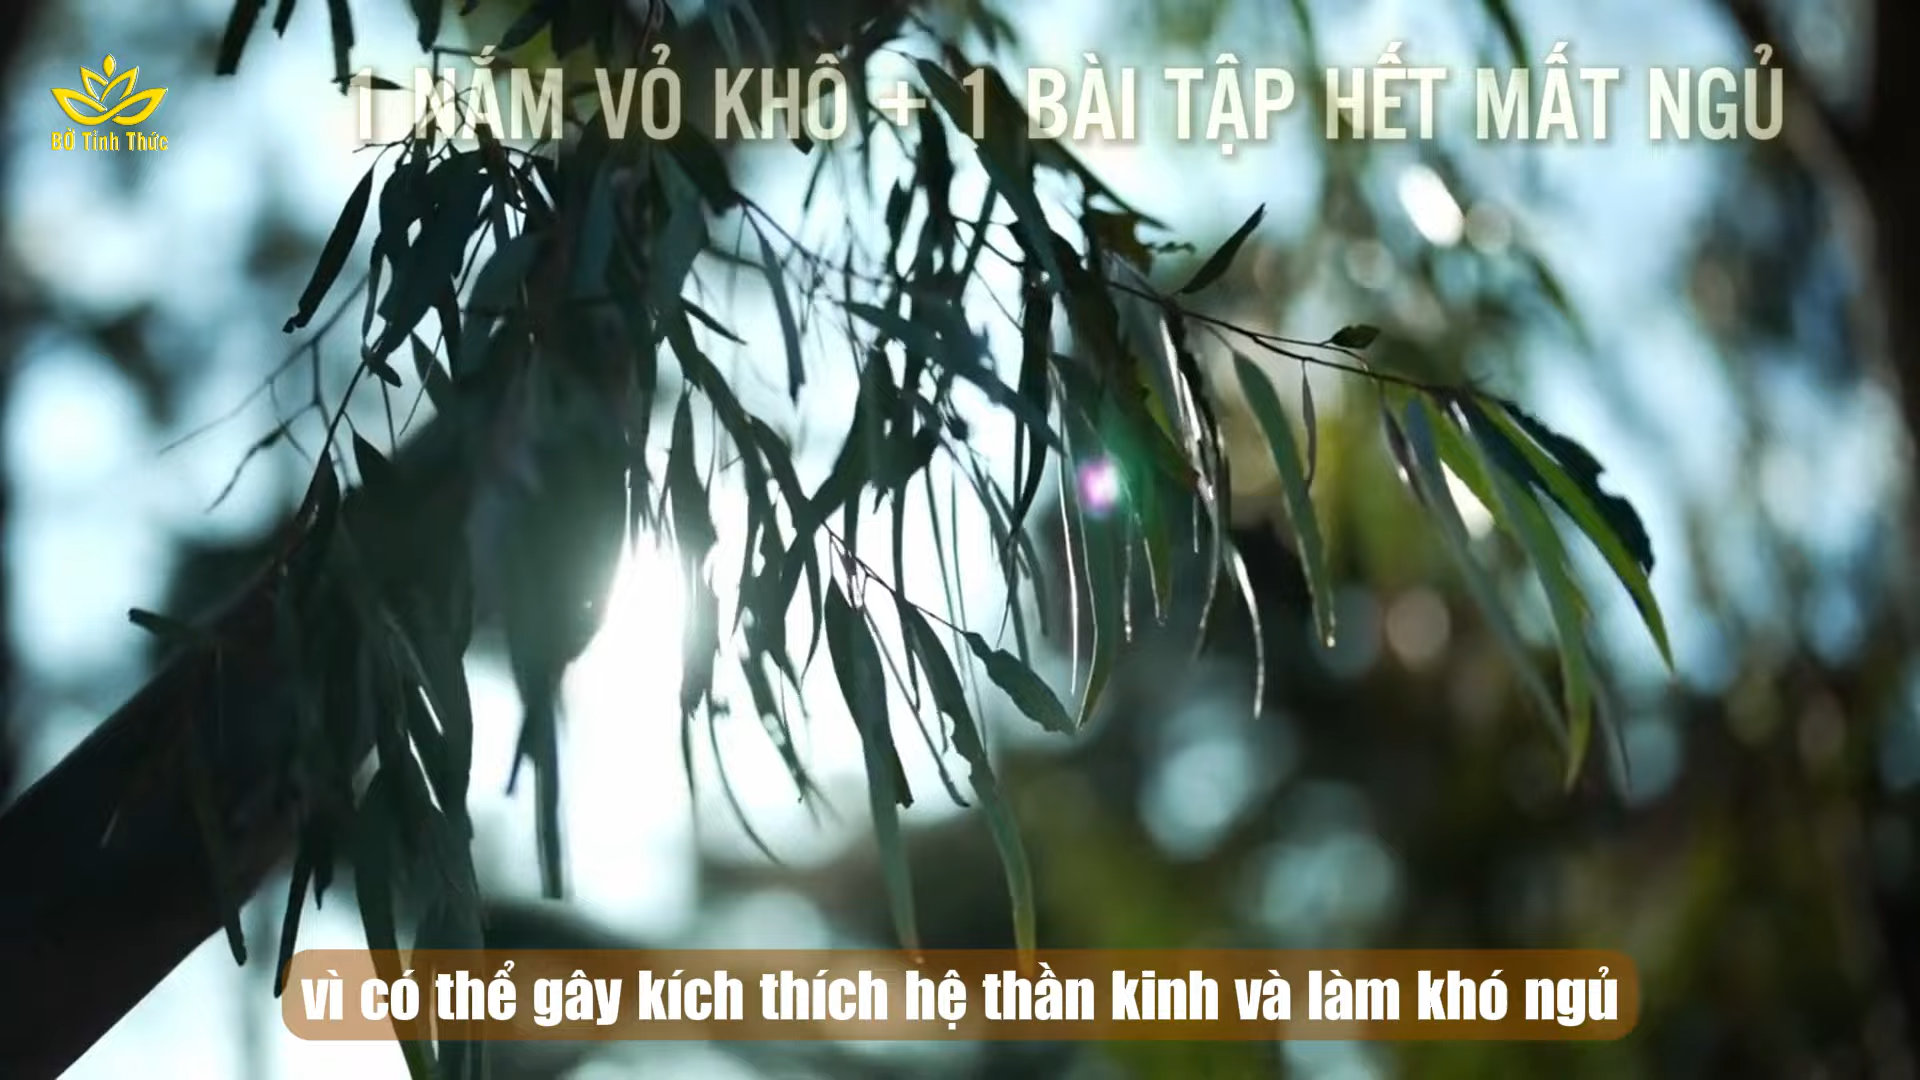 1 NẮM VỎ KHÔ + 1 BÀI TẬP HẾT MẤT NGỦ
BỜ Tỉnh Thức
vì có thể gây kích thích hệ thần kinh và làm khó ngủ